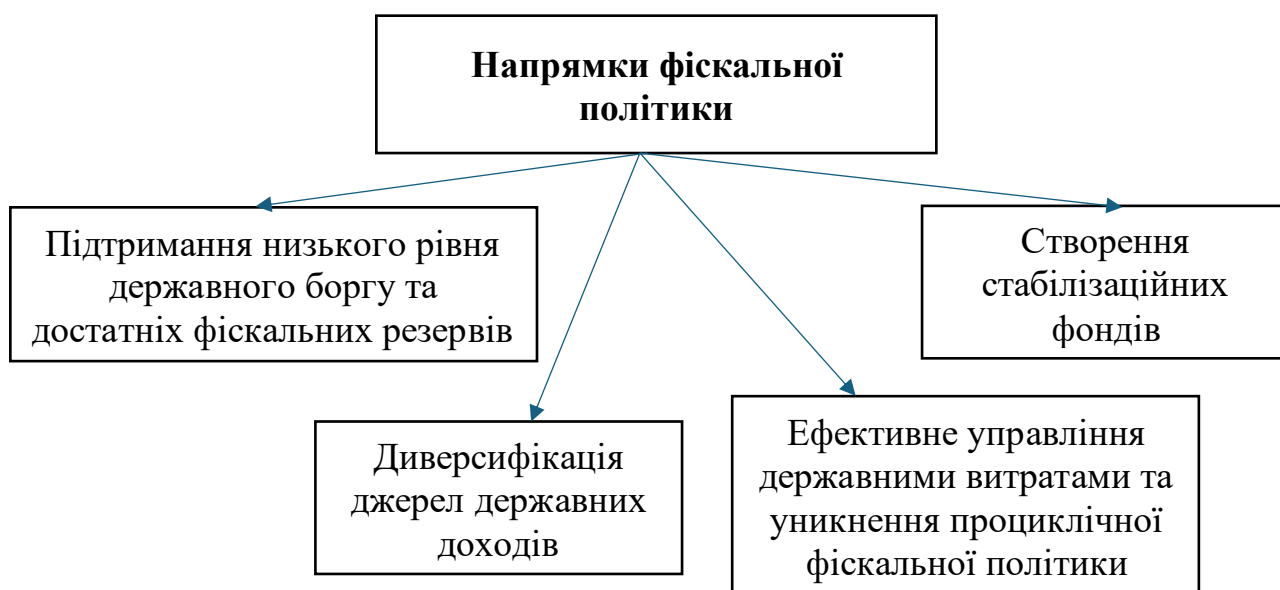 Напрямки фіскальної
політики
Підтримання низького рівня
державного боргу та
достатніх фіскальних резервів
Створення
стабілізаційних
фондів
Диверсифікація
джерел державних
доходів
Ефективне управління
державними витратами та
уникнення проциклічної
фіскальної політики